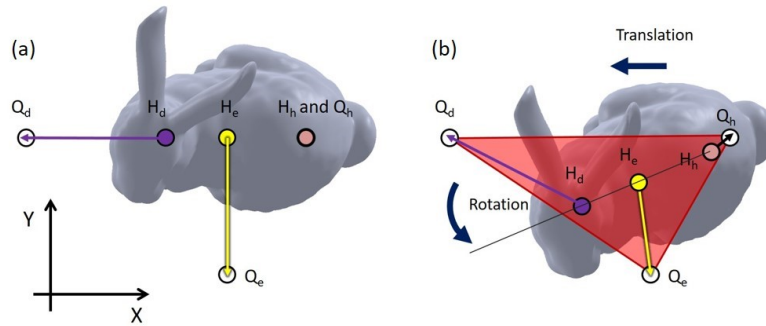 (a)
Q_d
H_d
H_e
H_h and Q_h
Q_e
Y
X
(b)
Translation
Q_d
Q_h
H_e
H_h
H_d
Rotation
Q_e